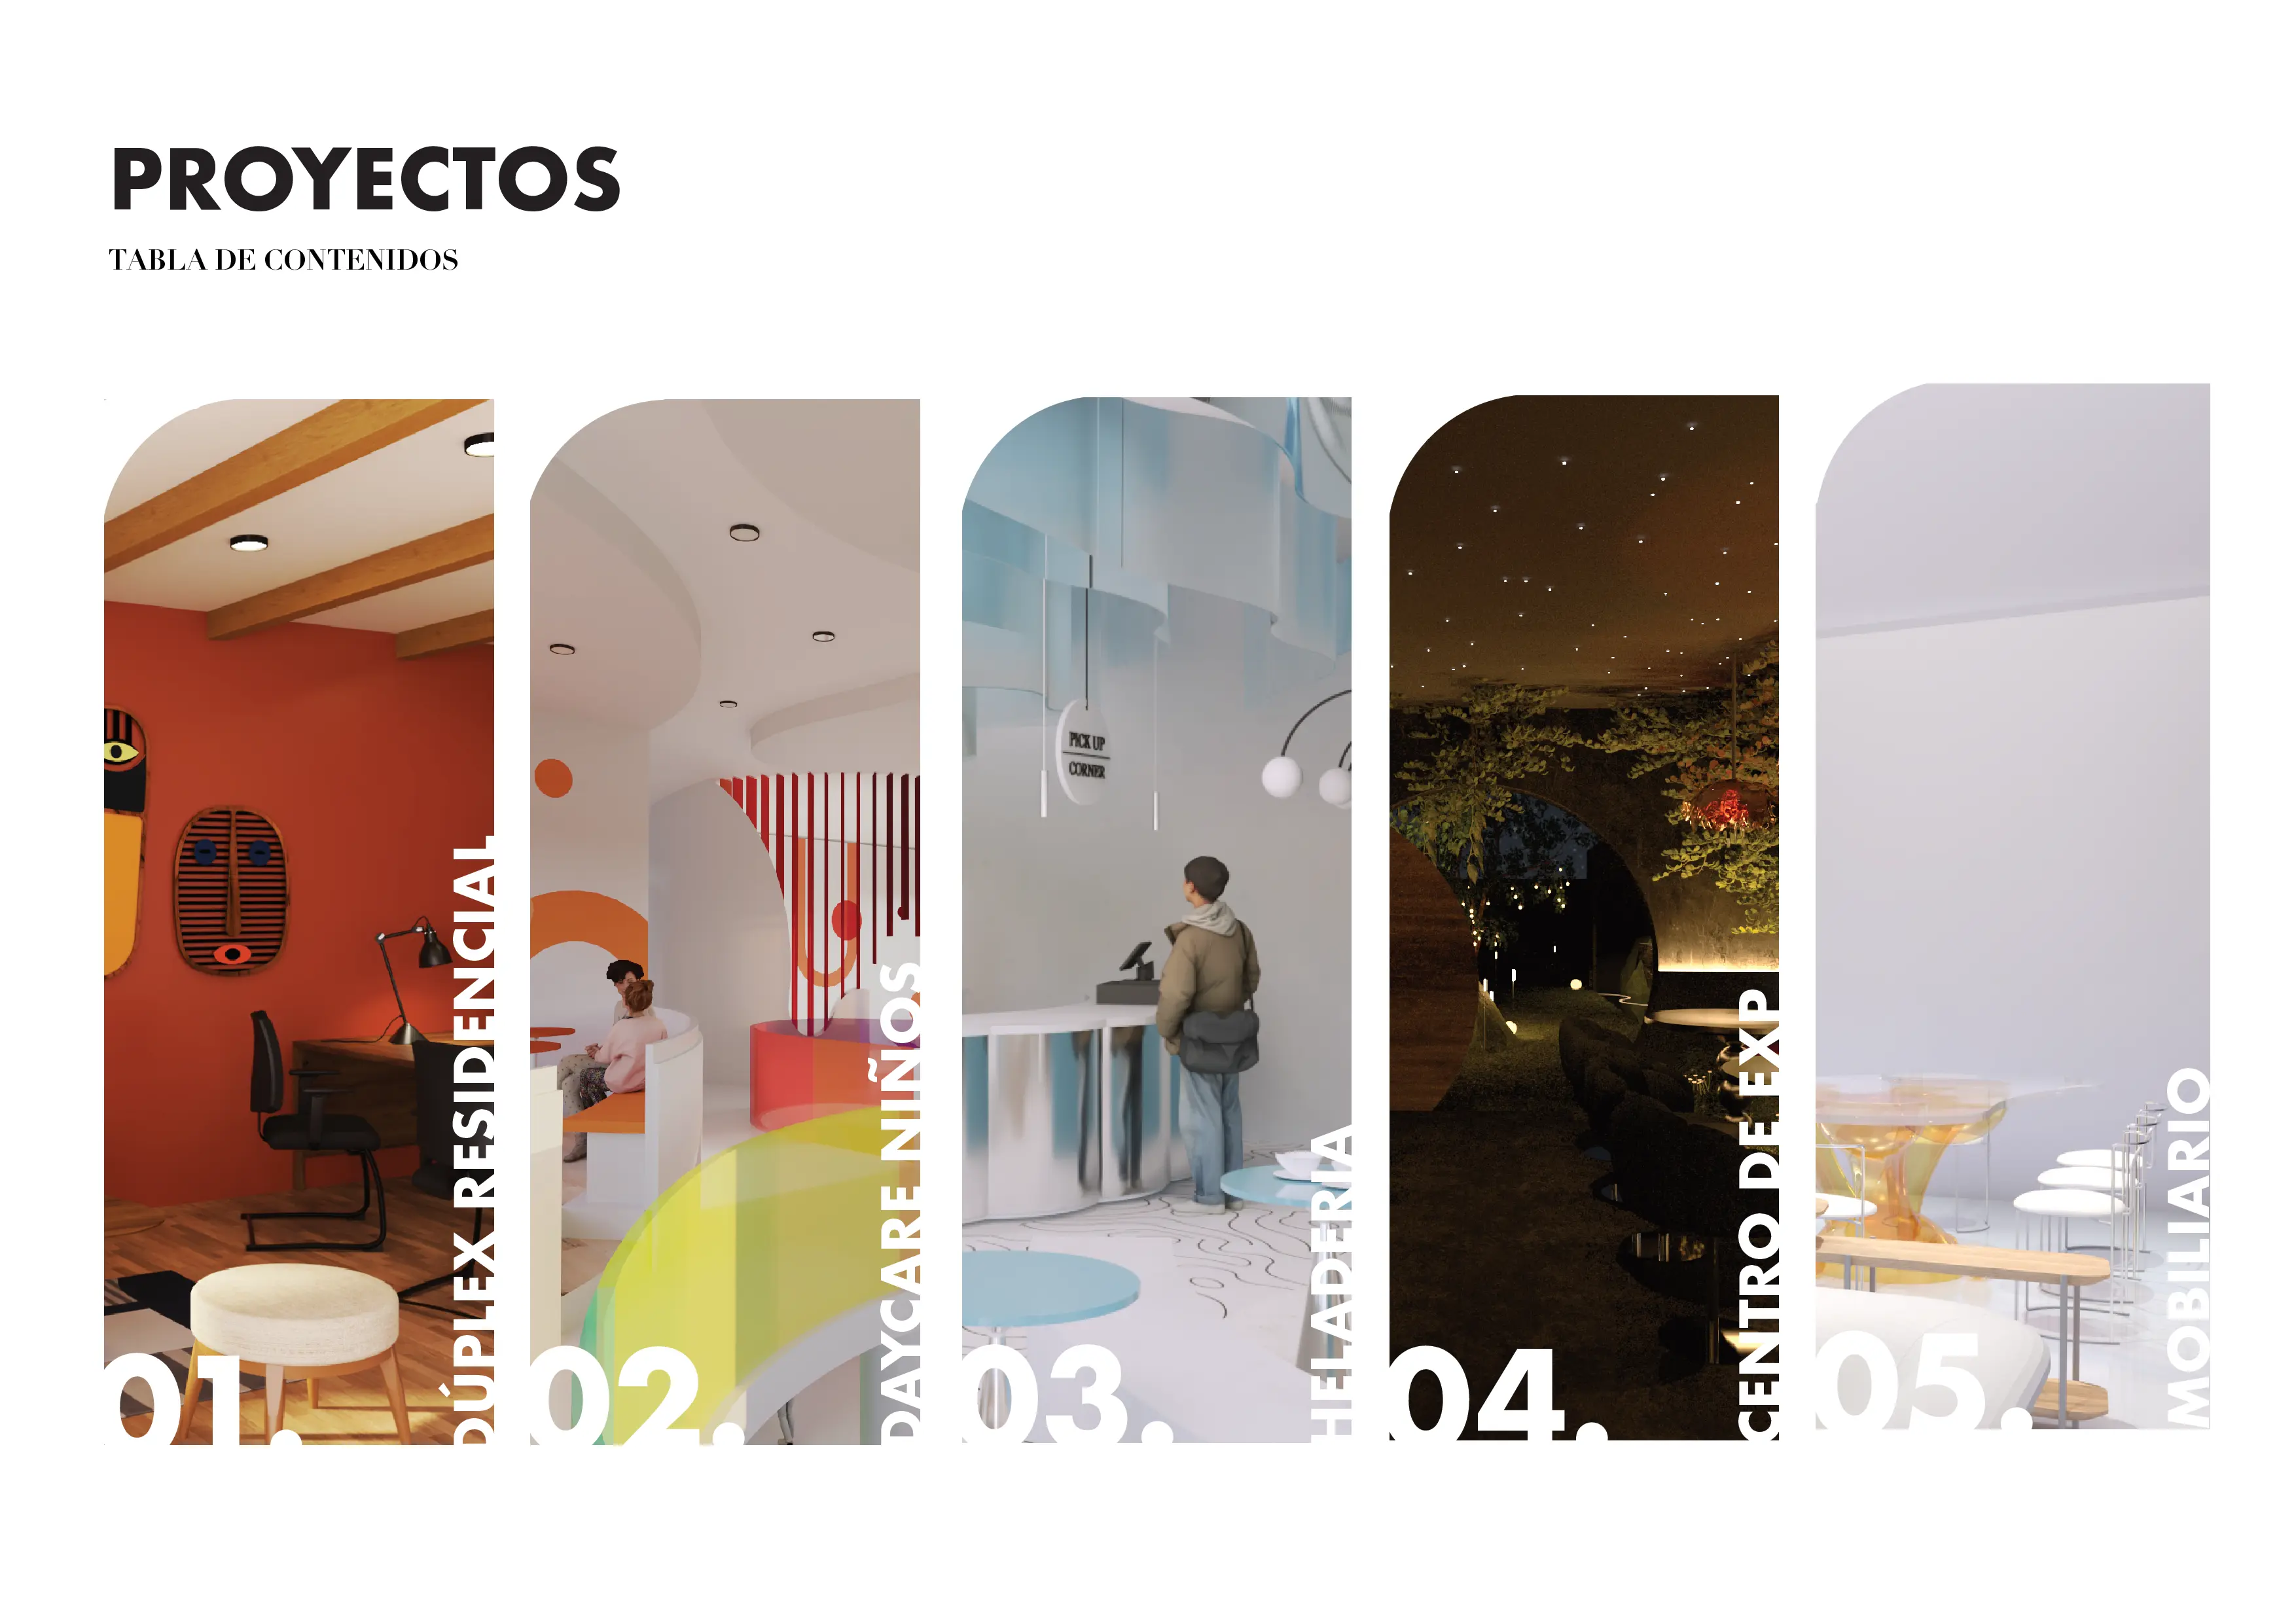 PROYECTOS
TABLA DE CONTENIDOS
01.
DÚPLEX RESIDENCIAL
02.
DAYCARE NIÑOS
PICK UP
CORNER
03.
HELADERIA
04.
CENTRO DE EXP
05.
MOBILIARIO